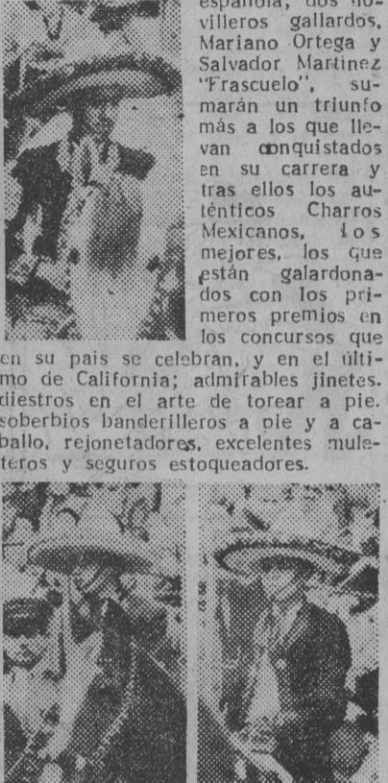 española, dos no-
villeros gallardos,
Mariano Ortega y
Salvador Martínez
"Frascuelo", su-
marán un triunfo
más a los que lle-
van conquistados
en su carrera y
tras ellos los au-
ténticos Charros
Mexicanos, los
mejores, los que
están galardona-
dos con los pri-
meros premios en
los concursos que
en su pais se celebran, y en el últi-
mo de California; admirables jinetes.
diestros en el arte de torear a pie.
soberbios banderilleros a pie y a ca-
ballo, rejonetadores, excelentes mule-
teros y seguros estoqueadores.